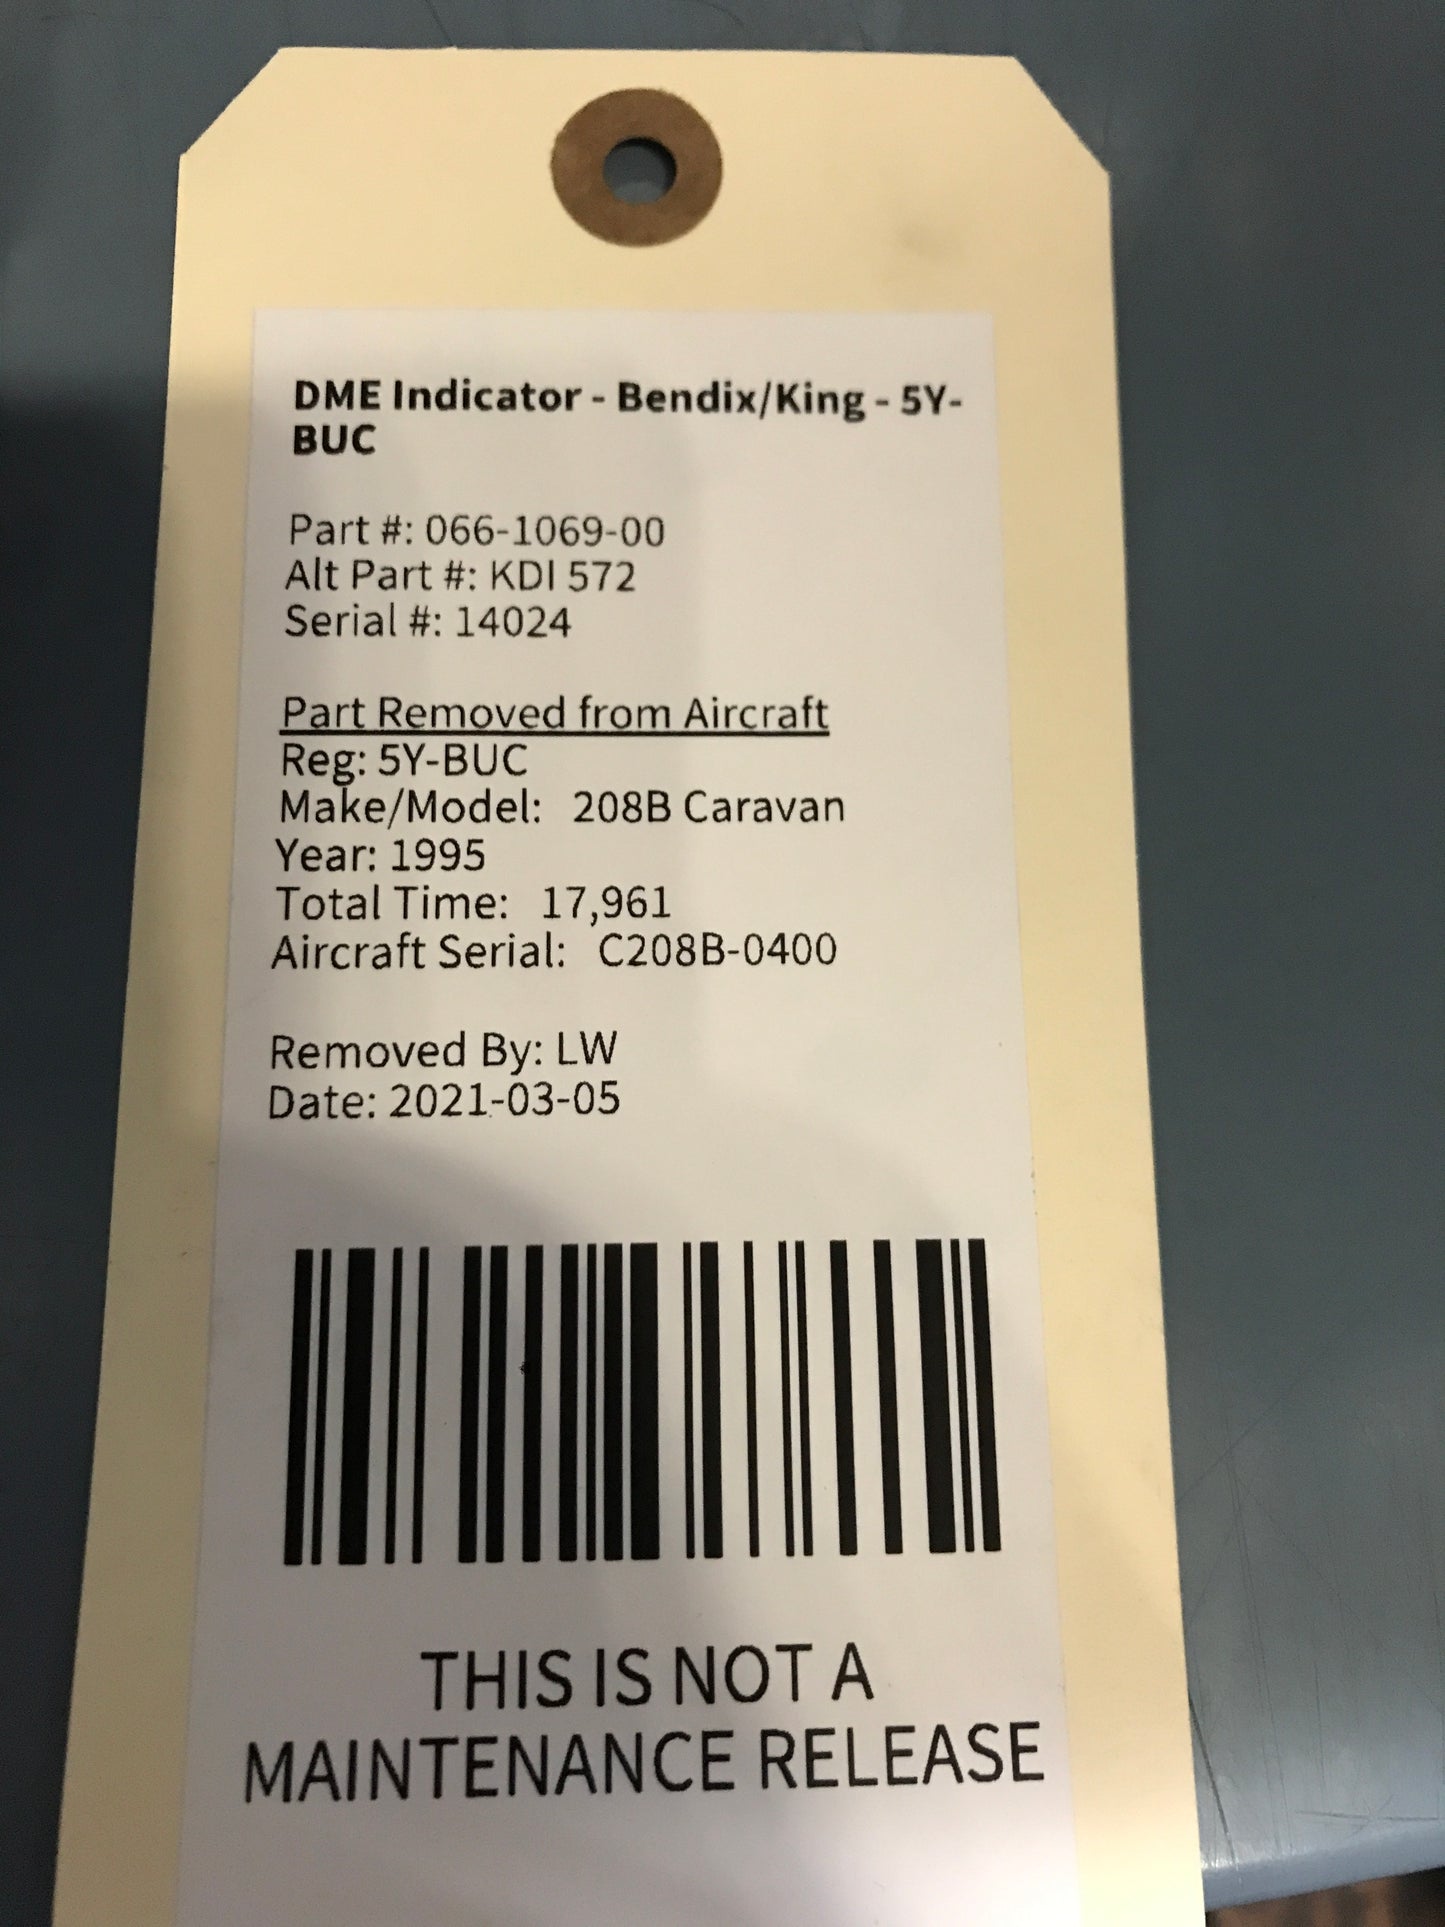 DME Indicator - Bendix/King - 5Y-
BUC
Part #: 066-1069-00
Alt Part #: KDI 572
Serial #: 14024
Part Removed from Aircraft
Reg: 5Y-BUC
Make/Model: 208B Caravan
Year: 1995
Total Time: 17,961
Aircraft Serial: C208B-0400
Removed By: LW
Date: 2021-03-05
THIS IS NOT A
MAINTENANCE RELEASE